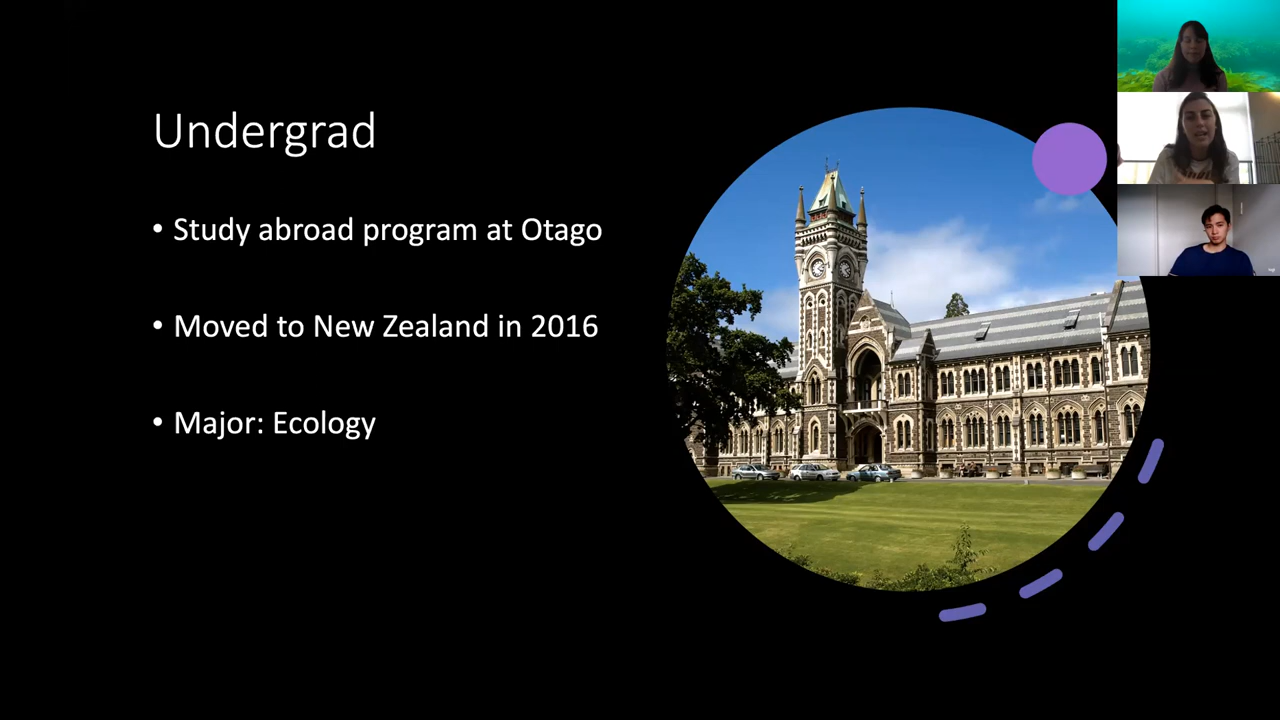 Undergrad
• Study abroad program at Otago
• Moved to New Zealand in 2016
• Major: Ecology